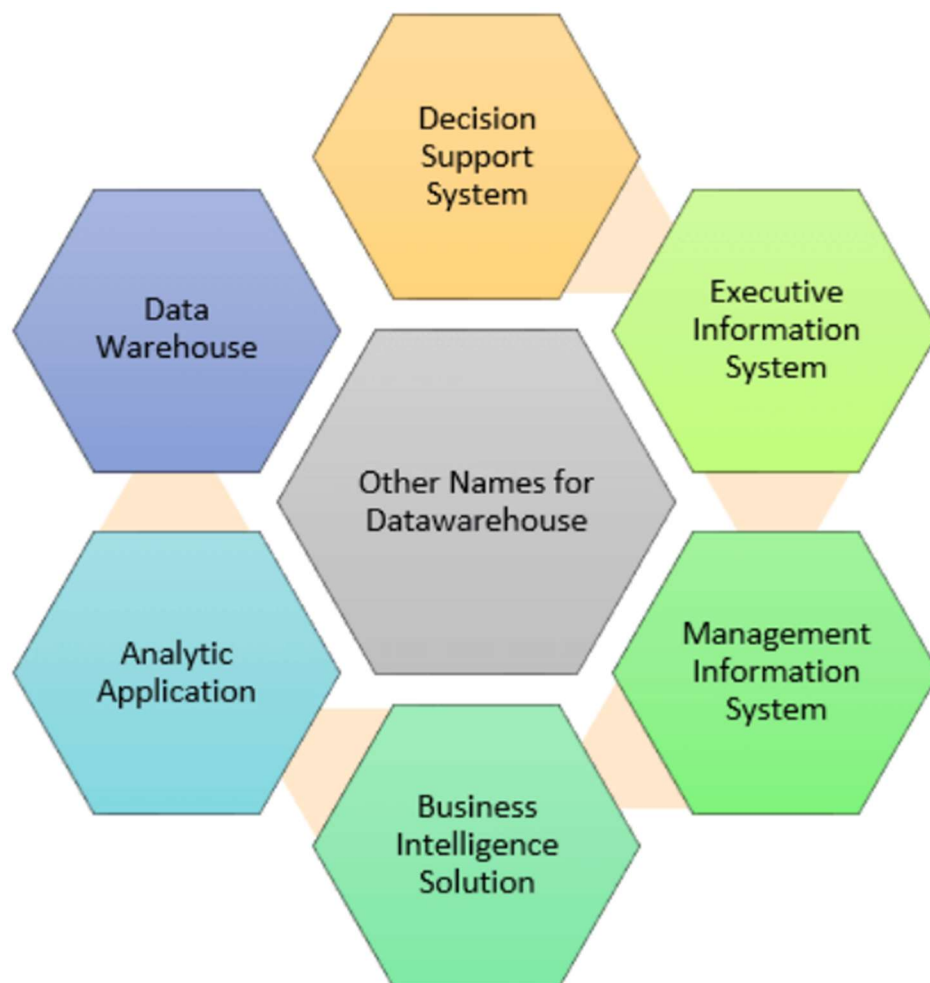 Decision
Support
System
Executive
Information
System
Management
Information
System
Business
Intelligence
Solution
Analytic
Application
Data
Warehouse
Other Names for
Datawarehouse